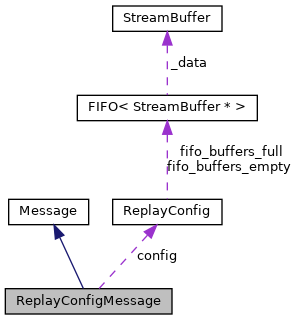 StreamBuffer
_data
FIFO< StreamBuffer * >
fifo_buffers_full
fifo_buffers_empty
Message
ReplayConfig
config
ReplayConfigMessage